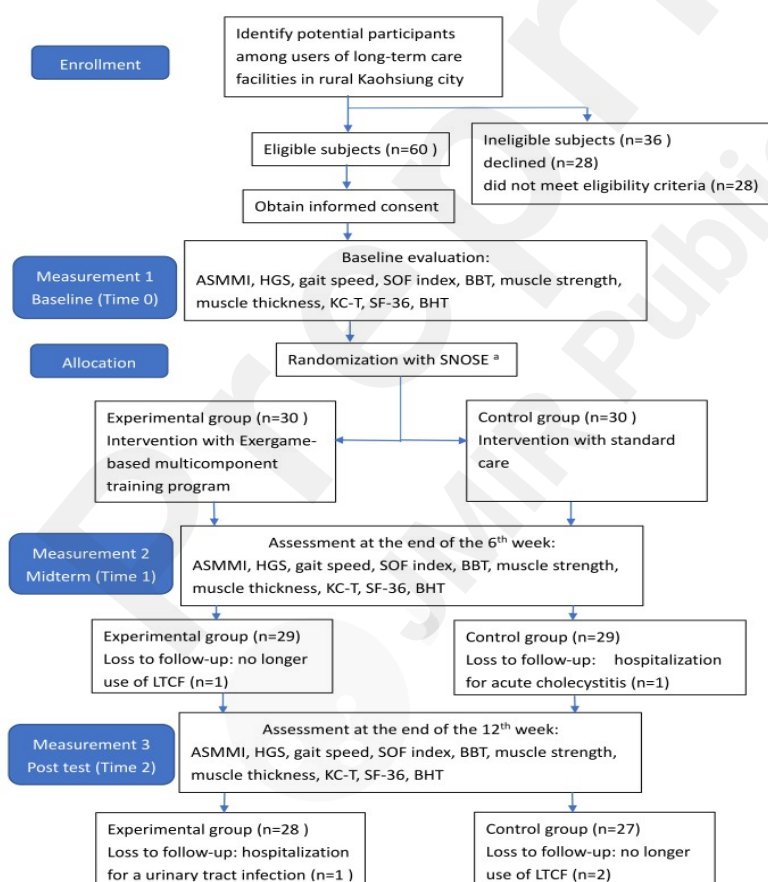 Enrollment
Identify potential participants
among users of long-term care
facilities in rural Kaohsiung city
Eligible subjects (n=60 )
Ineligible subjects (n=36 )
declined (n=28)
did not meet eligibility criteria (n=28)
Obtain informed consent
Measurement 1
Baseline (Time 0)
Baseline evaluation:
ASMMI, HGS, gait speed, SOF index, BBT, muscle strength,
muscle thickness, KC-T, SF-36, BHT
Allocation
Randomization with SNOSE ᵃ
Experimental group (n=30 )
Intervention with Exergame-
based multicomponent
training program
Control group (n=30 )
Intervention with standard
care
Measurement 2
Midterm (Time 1)
Assessment at the end of the 6ᵗʰ week:
ASMMI, HGS, gait speed, SOF index, BBT, muscle strength,
muscle thickness, KC-T, SF-36, BHT
Experimental group (n=29)
Loss to follow-up: no longer
use of LTCF (n=1)
Control group (n=29)
Loss to follow-up: hospitalization
for acute cholecystitis (n=1)
Measurement 3
Post test (Time 2)
Assessment at the end of the 12ᵗʰ week:
ASMMI, HGS, gait speed, SOF index, BBT, muscle strength,
muscle thickness, KC-T, SF-36, BHT
Experimental group (n=28 )
Loss to follow-up: hospitalization
for a urinary tract infection (n=1 )
Control group (n=27)
Loss to follow-up: no longer
use of LTCF (n=2)
Prepri
JMIR Public